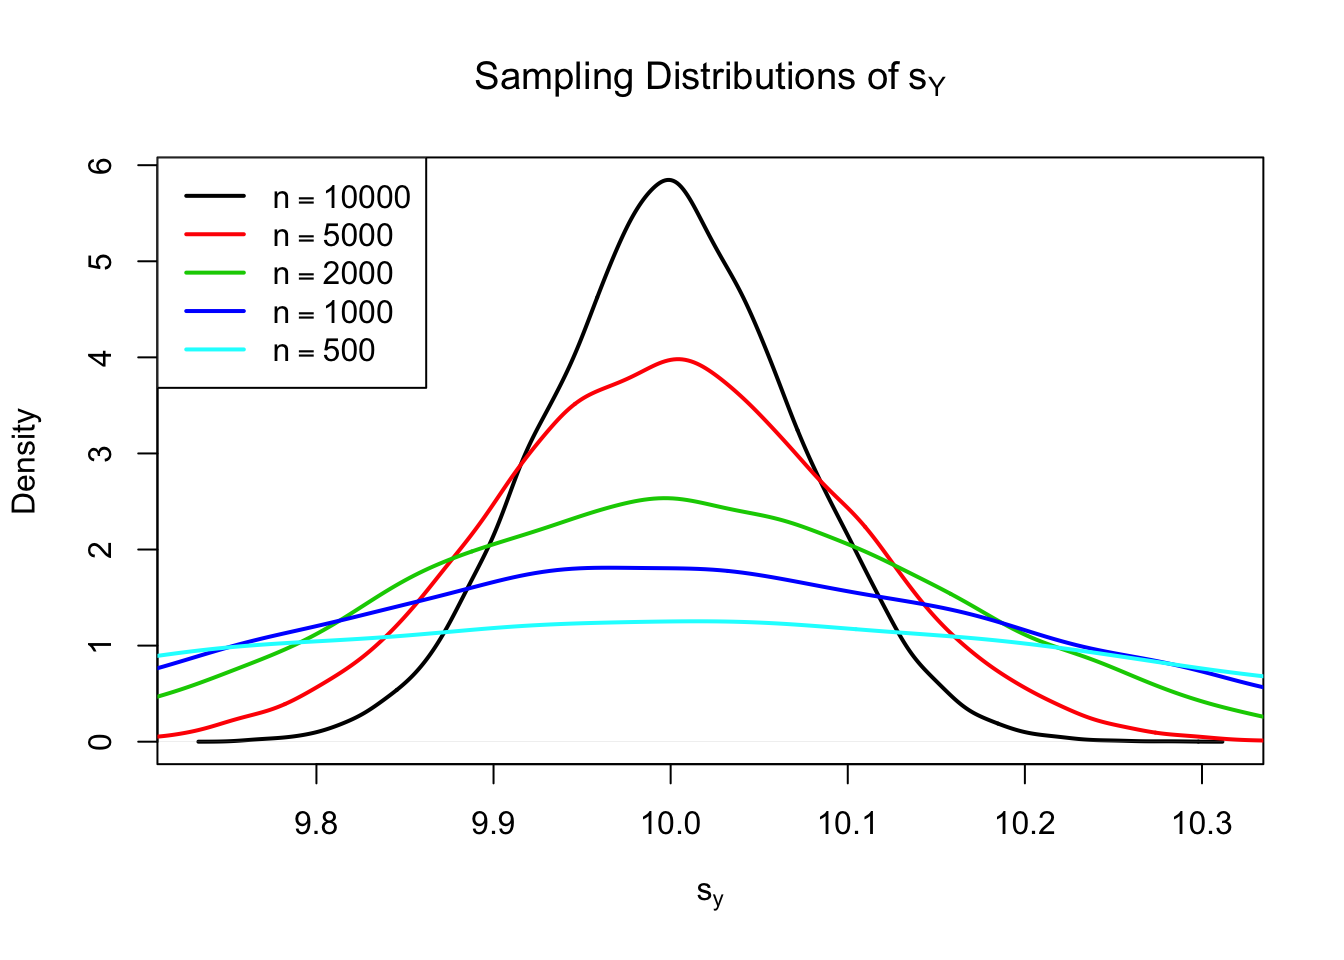 Sampling Distributions of sY
n = 10000
n = 5000
n = 2000
n = 1000
n = 500
Density
6
5
4
3
2
1
0
9.8 9.9 10.0 10.1 10.2 10.3
sy